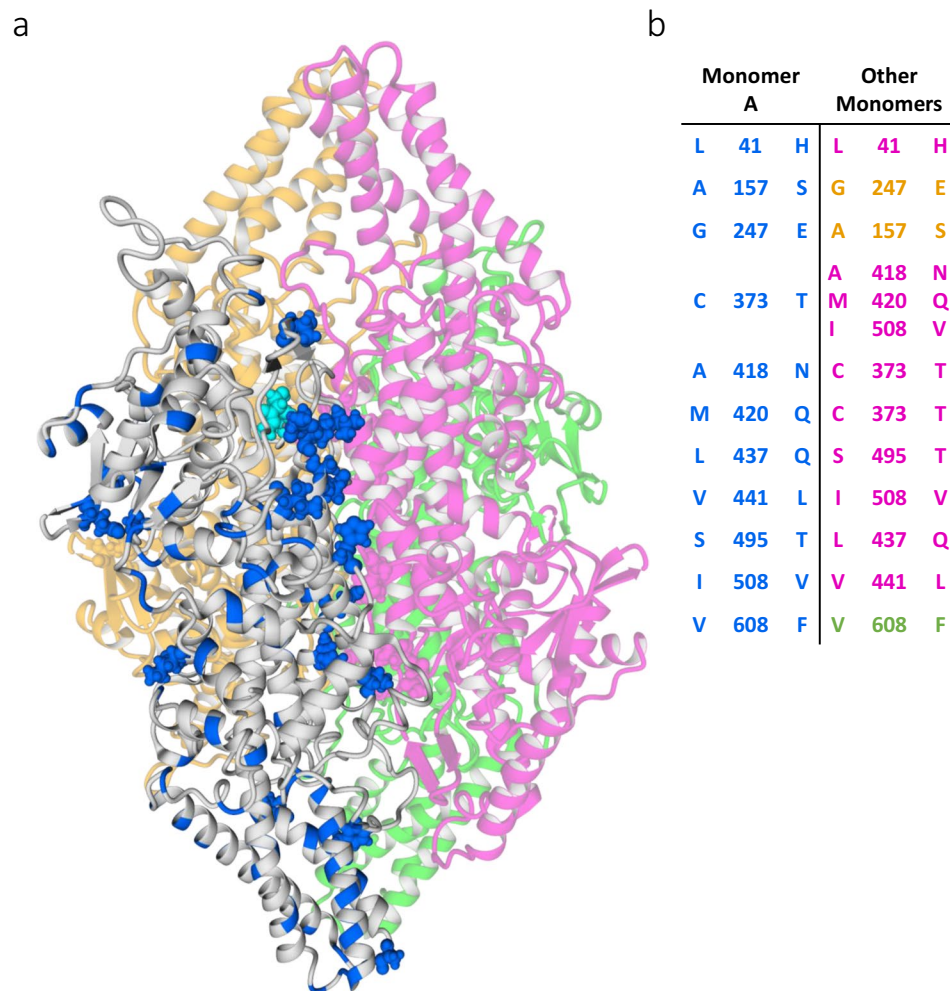 a
b
Monomer A Other Monomers
L 41 H L 41 H
A 157 S G 247 E
G 247 E A 157 S
A 418 N
C 373 T M 420 Q
I 508 V
A 418 N C 373 T
M 420 Q C 373 T
L 437 Q S 495 T
V 441 L I 508 V
S 495 T L 437 Q
I 508 V V 441 L
V 608 F V 608 F